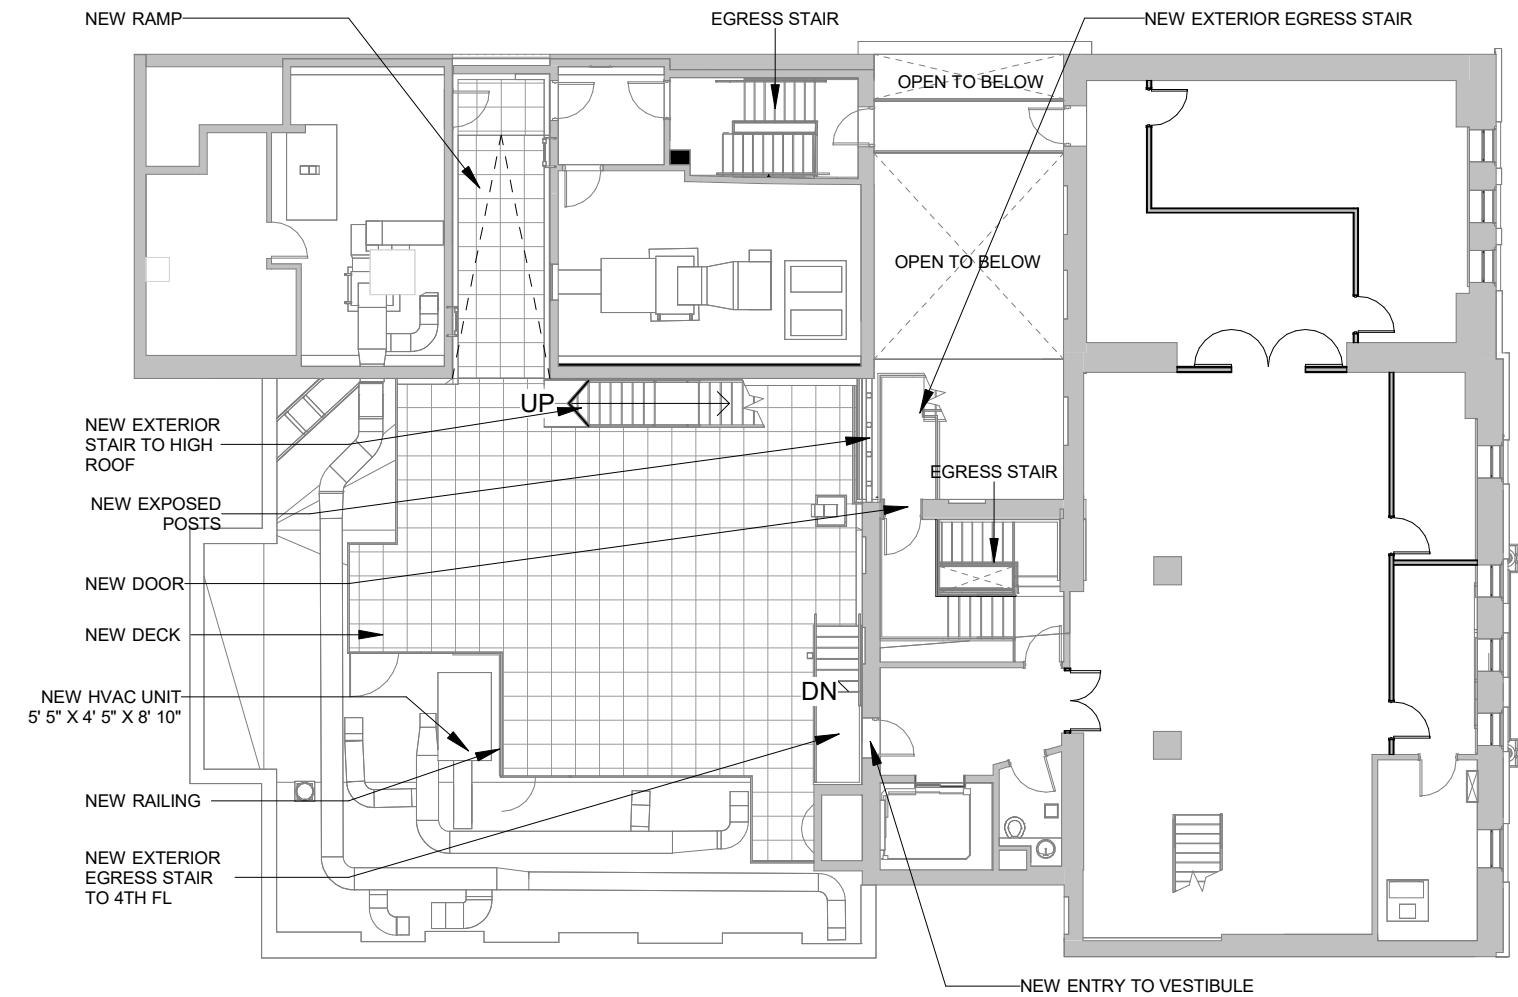 NEW RAMP
EGRESS STAIR
NEW EXTERIOR EGRESS STAIR
OPEN TO BELOW
OPEN TO BELOW
UP
NEW EXTERIOR
STAIR TO HIGH
ROOF
EGRESS STAIR
NEW EXPOSED
POSTS
NEW DOOR
NEW DECK
NEW HVAC UNIT
5' 5" X 4' 5" X 8' 10"
DN
NEW RAILING
NEW EXTERIOR
EGRESS STAIR
TO 4TH FL
NEW ENTRY TO VESTIBULE